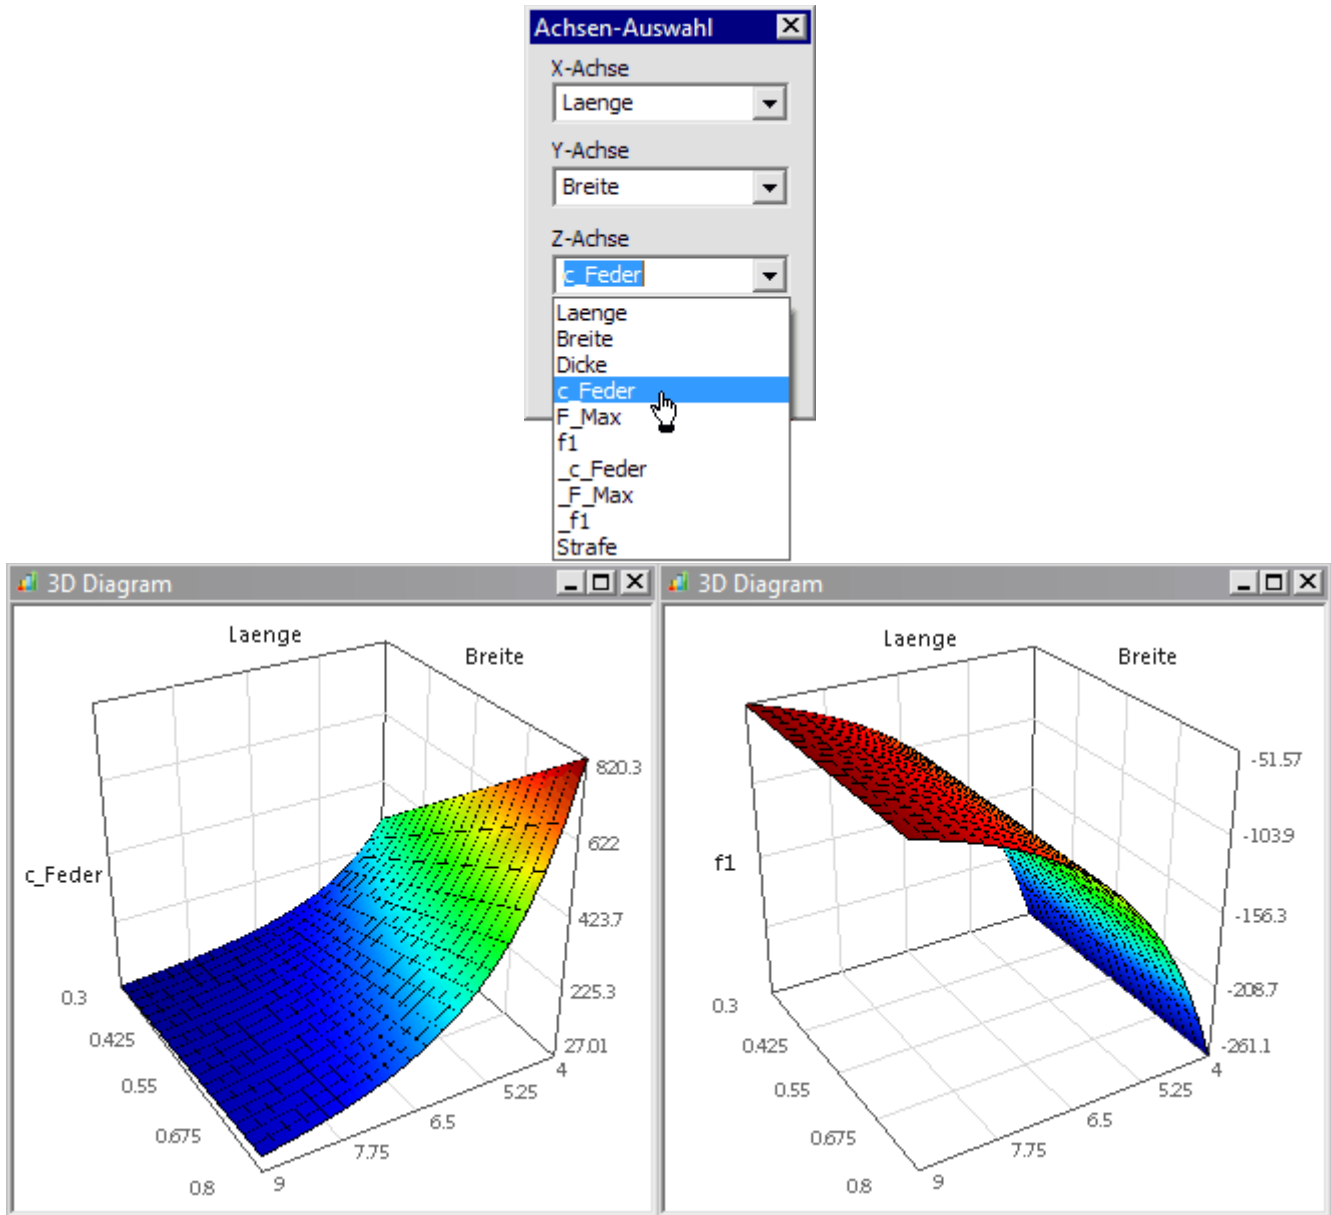 Achsen-Auswahl
X-Achse
Laenge
Y-Achse
Breite
Z-Achse
c_Feder
Laenge
Breite
Dicke
c_Feder
F_Max
f1
_c_Feder
_F_Max
_f1
Strafe
3D Diagram
Laenge
Breite
820.3
622
c_Feder
423.7
225.3
27.01
0.3
0.425
0.55
0.675
0.8
4
5.25
6.5
7.75
9
3D Diagram
Laenge
Breite
-51.57
-103.9
f1
-156.3
-208.7
-261.1
0.3
0.425
0.55
0.675
0.8
4
5.25
6.5
7.75
9